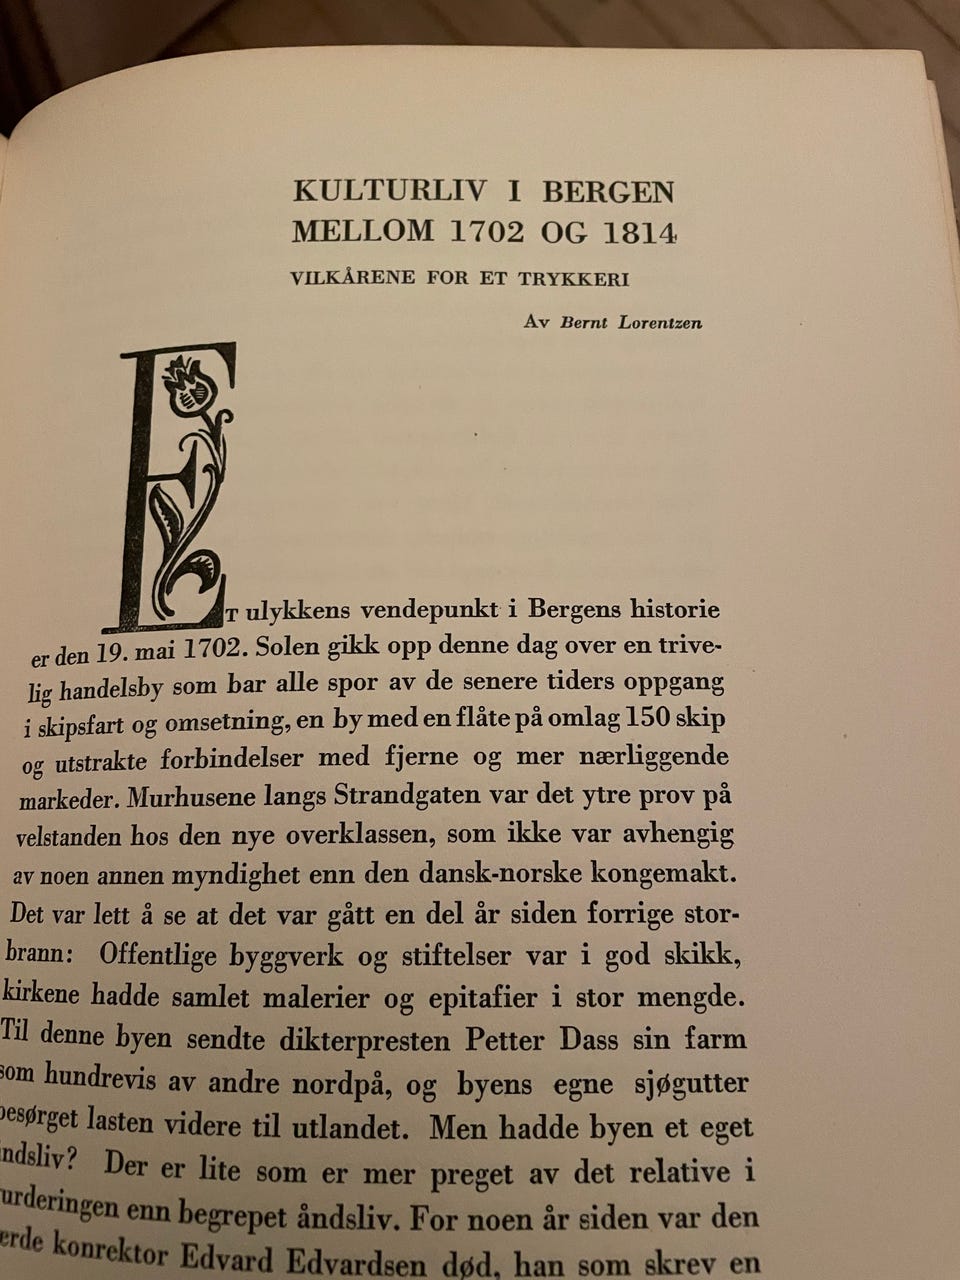 KULTURLIV I BERGEN
MELLOM 1702 OG 1814
VILKÅRENE FOR ET TRYKKERI
Av Bernt Lorentzen
ET ulykkens vendepunkt i Bergens historie
er den 19. mai 1702. Solen gikk opp denne dag over en trive-
lig handelsby som bar alle spor av de senere tiders oppgang
i skipsfart og omsetning, en by med en flåte på omlag 150 skip
og utstrakte forbindelser med fjerne og mer nærliggende
markeder. Murhusene langs Strandgaten var det ytre prov på
velstanden hos den nye overklassen, som ikke var avhengig
av noen annen myndighet enn den dansk-norske kongemakt.
Det var lett å se at det var gått en del år siden forrige stor-
brann: Offentlige byggverk og stiftelser var i god skikk,
kirkene hadde samlet malerier og epitafier i stor mengde.
Til denne byen sendte dikterpresten Petter Dass sin farm
som hundrevis av andre nordpå, og byens egne sjøgutter
besørget lasten videre til utlandet. Men hadde byen et eget
åndsliv? Der er lite som er mer preget av det relative i
vurderingen enn begrepet åndsliv. For noen år siden var den
konrektor Edvard Edvardsen død, han som skrev en